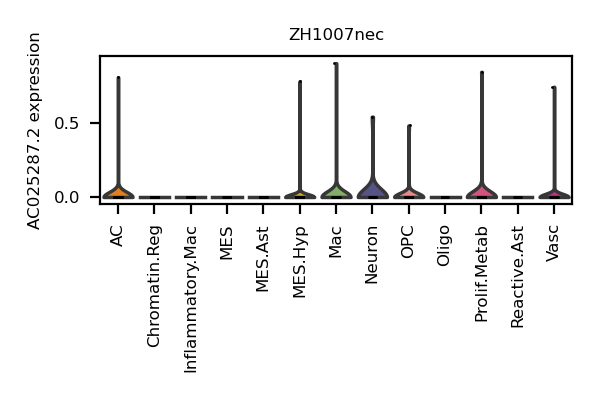 ZH1007nec
AC025287.2 expression
0.5
0.0
AC
Chromatin.Reg
Inflammatory.Mac
MES
MES.Ast
MES.Hyp
Mac
Neuron
OPC
Oligo
Prolif.Metab
Reactive.Ast
Vasc